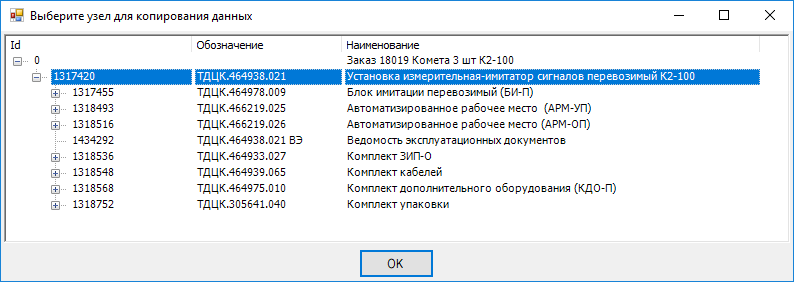 Выберите узел для копирования данных
Id Обозначение Наименование
0 Заказ 18019 Комета 3 шт К2-100
1317420 ТДЦК.464938.021 Установка измерительная-имитатор сигналов перевозимый К2-100
1317455 ТДЦК.464978.009 Блок имитации перевозимый (БИ-П)
1318493 ТДЦК.466219.025 Автоматизированное рабочее место (АРМ-УП)
1318516 ТДЦК.466219.026 Автоматизированное рабочее место (АРМ-ОП)
1434292 ТДЦК.464938.021 ВЭ Ведомость эксплуатационных документов
1318536 ТДЦК.464933.027 Комплект ЗИП-О
1318548 ТДЦК.464939.065 Комплект кабелей
1318568 ТДЦК.464975.010 Комплект дополнительного оборудования (КДО-П)
1318752 ТДЦК.305641.040 Комплект упаковки
OK